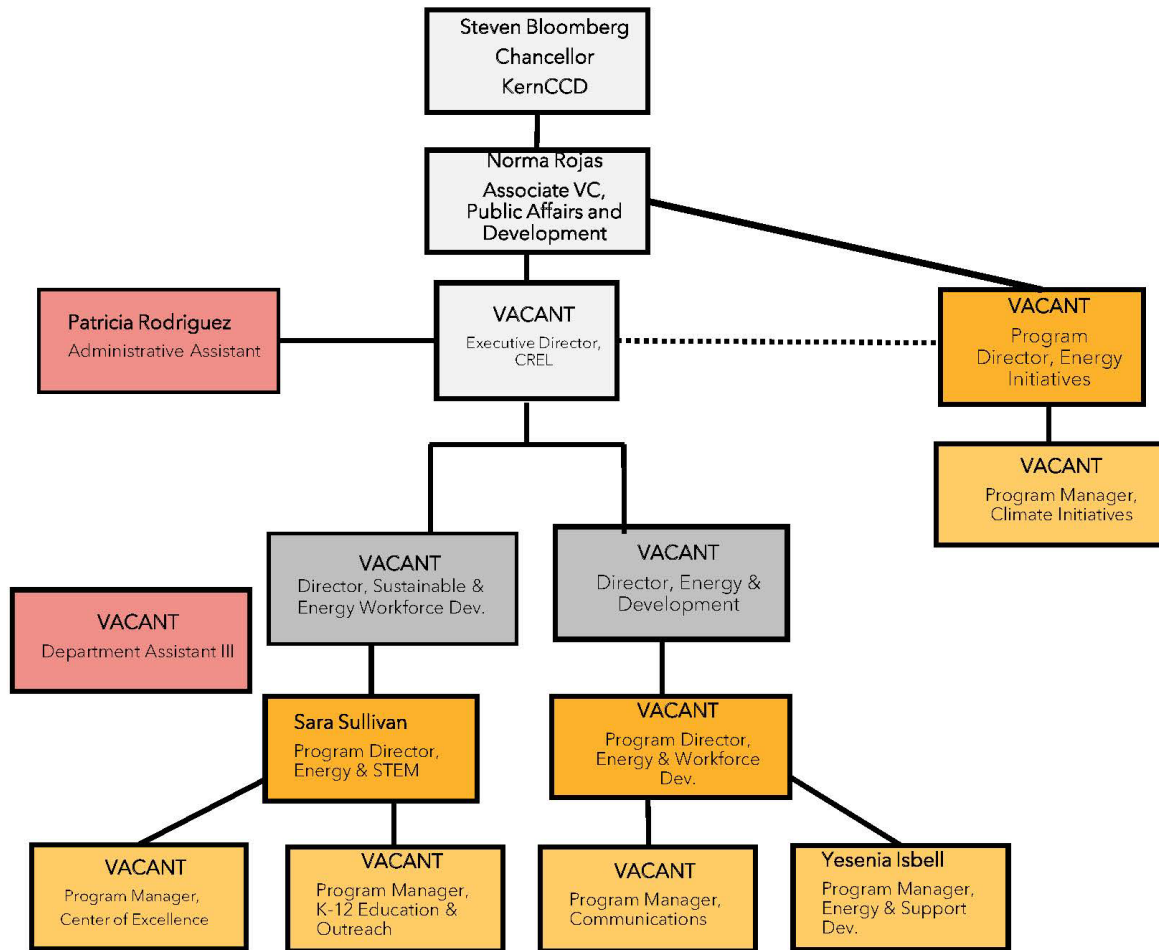 Steven Bloomberg
Chancellor
KernCCD
Norma Rojas
Associate VC,
Public Affairs and
Development
Patricia Rodriguez
Administrative Assistant
VACANT
Executive Director,
CREL
VACANT
Program
Director, Energy
Initiatives
VACANT
Program Manager,
Climate Initiatives
VACANT
Director, Sustainable &
Energy Workforce Dev.
VACANT
Director, Energy &
Development
VACANT
Department Assistant III
Sara Sullivan
Program Director,
Energy & STEM
VACANT
Program Director,
Energy & Workforce
Dev.
VACANT
Program Manager,
Center of Excellence
VACANT
Program Manager,
K-12 Education &
Outreach
VACANT
Program Manager,
Communications
Yesenia Isbell
Program Manager,
Energy & Support
Dev.